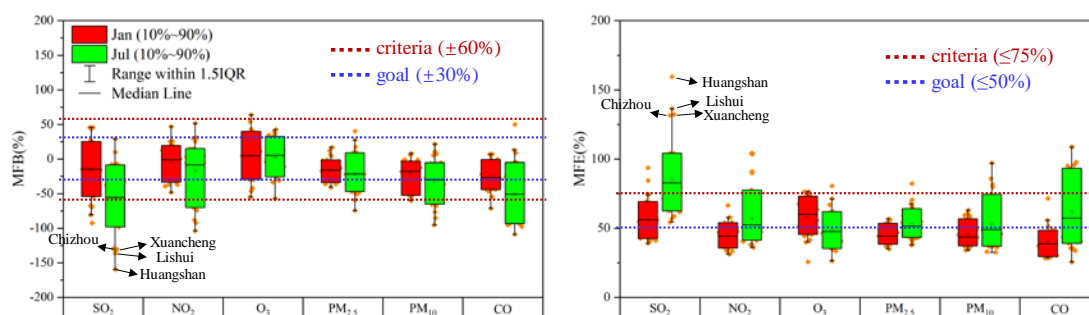 200
150
100
50
0
-50
-100
-150
-200
MFB(%)
Jan (10%~90%)
Jul (10%~90%)
Range within 1.5IQR
Median Line
criteria (±60%)
goal (±30%)
Chizhou
Xuancheng
Lishui
Huangshan
SO2 NO2 O3 PM2.5 PM10 CO
200
150
100
50
0
MFE(%)
criteria (≤75%)
goal (≤50%)
Huangshan
Chizhou
Lishui
Xuancheng
SO2 NO2 O3 PM2.5 PM10 CO